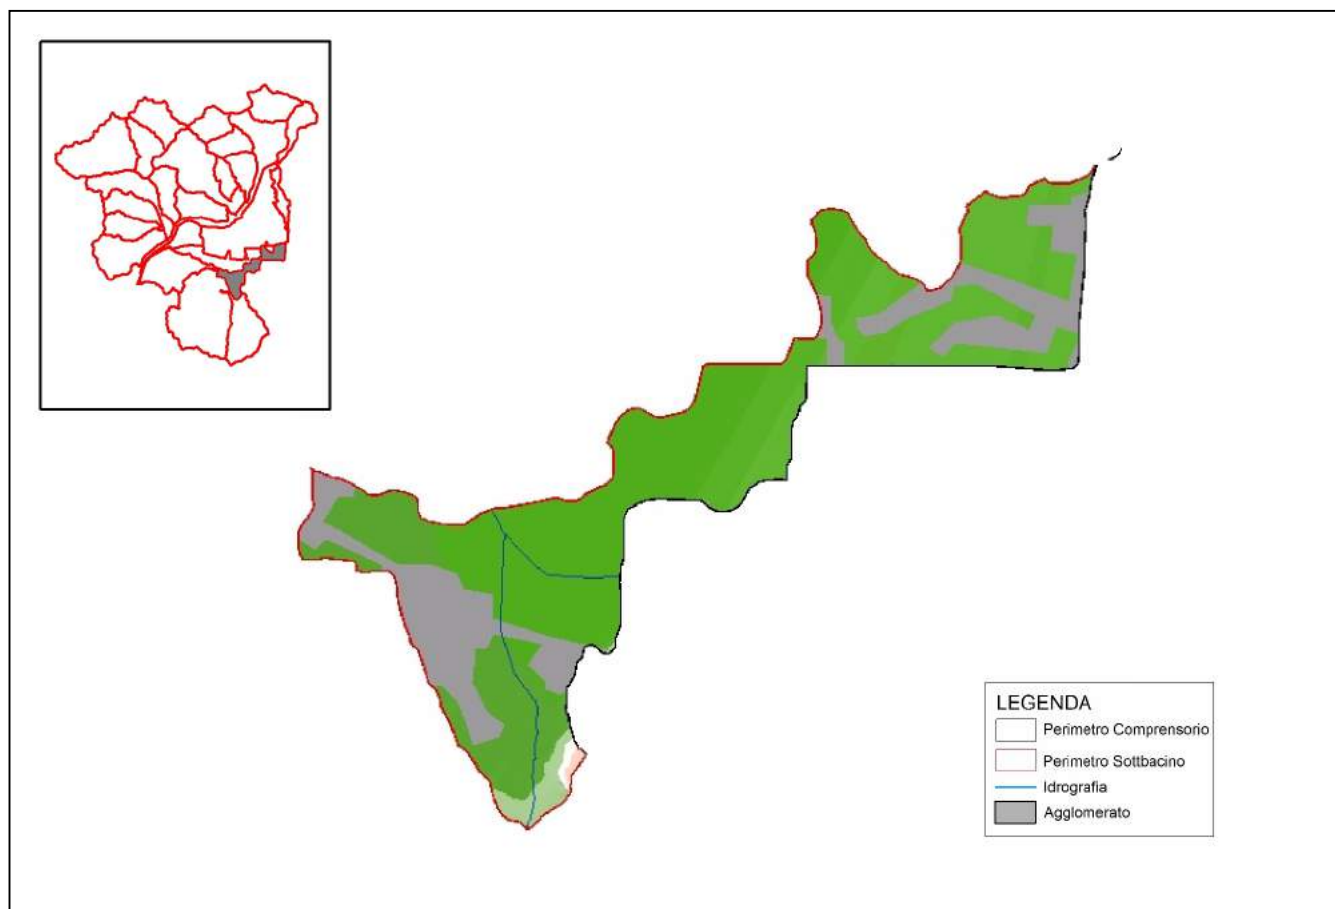 LEGENDA
Perimetro Comprensorio
Perimetro Sottbacino
Idrografia
Agglomerato